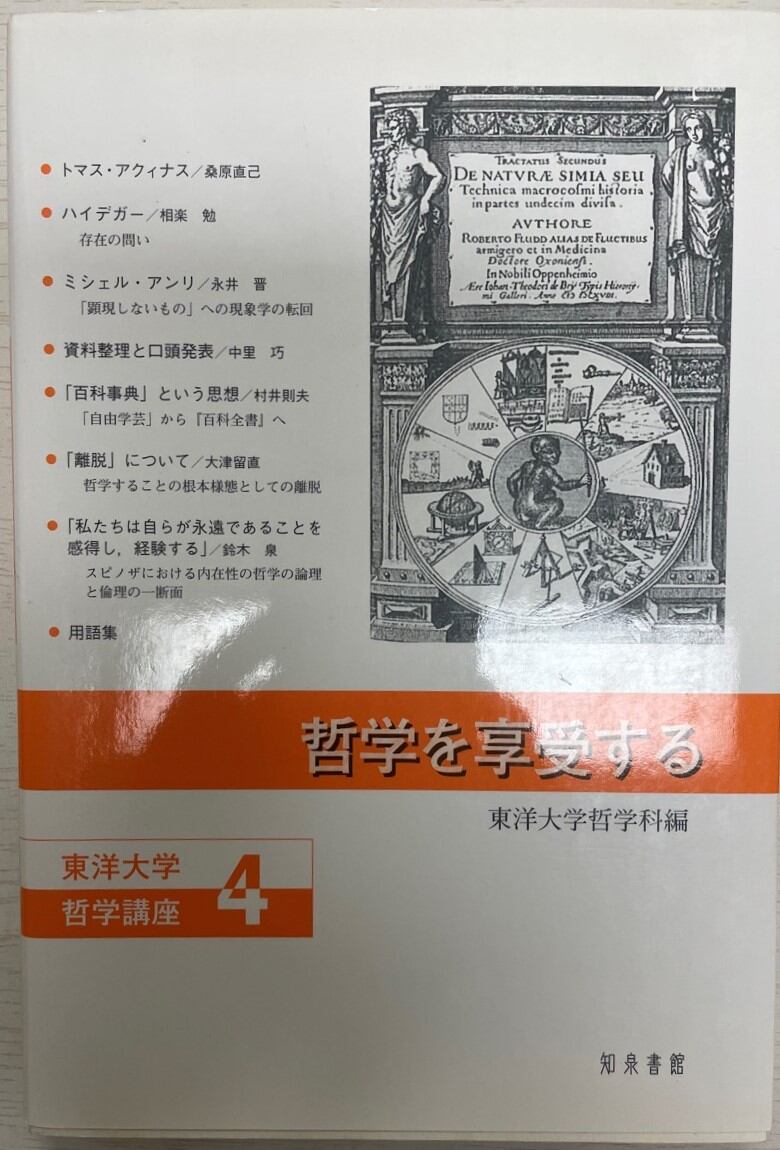 ● トマス・アクィナス／桑原直己
● ハイデガー／相楽　勉
存在の問い
● ミシェル・アンリ／永井　晋
「顕現しないもの」への現象学の転回
● 資料整理と口頭発表／中里　巧
● 「百科事典」という思想／村井則夫
「自由学芸」から『百科全書』へ
● 「離脱」について／大津留直
哲学することの根本様態としての離脱
● 「私たちは自らが永遠であることを
感得し，経験する」／鈴木　泉
スピノザにおける内在性の哲学の論理
と倫理の一断面
● 用語集
TRACTATUS SECUNDUS
DE NATURÆ SIMIA SEU
Technica macrocosmi historia
in partes undecim divisa.
AVTHORE
ROBERTO FLUDD ALIAS DE FLUCTIBUS
armigero et in Medicina
Doctore Oxoniensi.
In Nobili Oppenheimio
Ære Iohan-Theodori de Bry Typis Hierony-
mi Galleri. Anno
哲学を享受する
東洋大学哲学科編
東洋大学
哲学講座 4
知泉書館